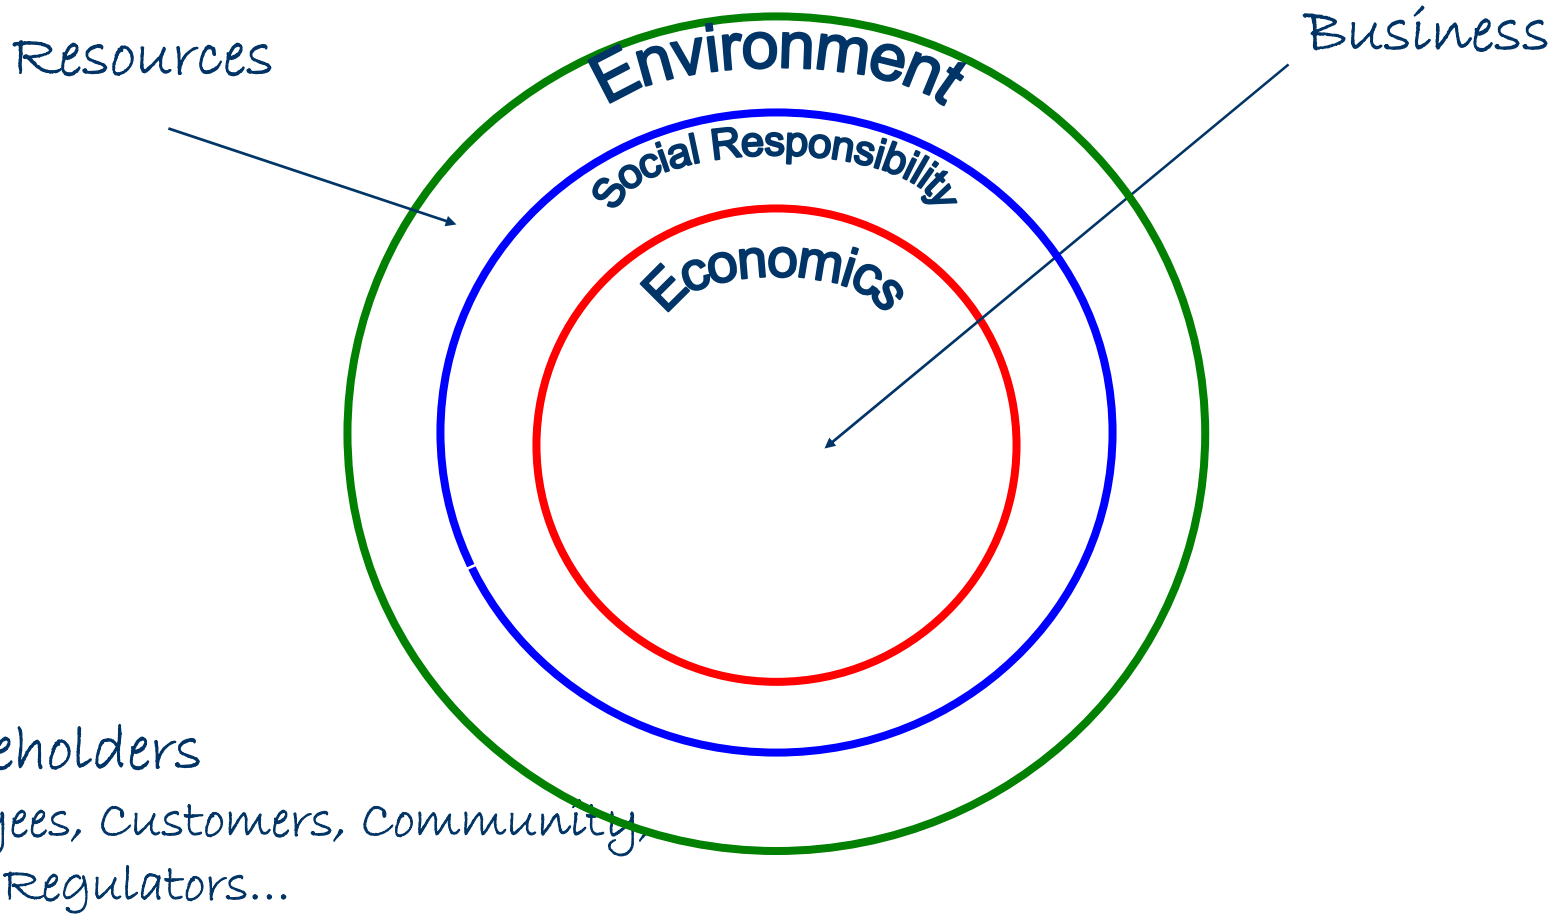 Resources
Business
Environment
Social Responsibility
Economics
eholders
yees, Customers, Community,
Regulators...